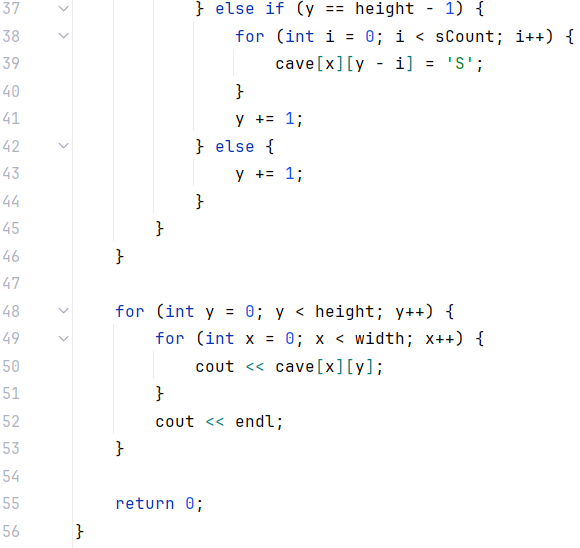 37 } else if (y == height - 1) {
38 for (int i = 0; i < sCount; i++) {
39 cave[x][y - i] = 'S';
40 }
41 y += 1;
42 } else {
43 y += 1;
44 }
45 }
46 }
47
48 for (int y = 0; y < height; y++) {
49 for (int x = 0; x < width; x++) {
50 cout << cave[x][y];
51 }
52 cout << endl;
53 }
54
55 return 0;
56 }